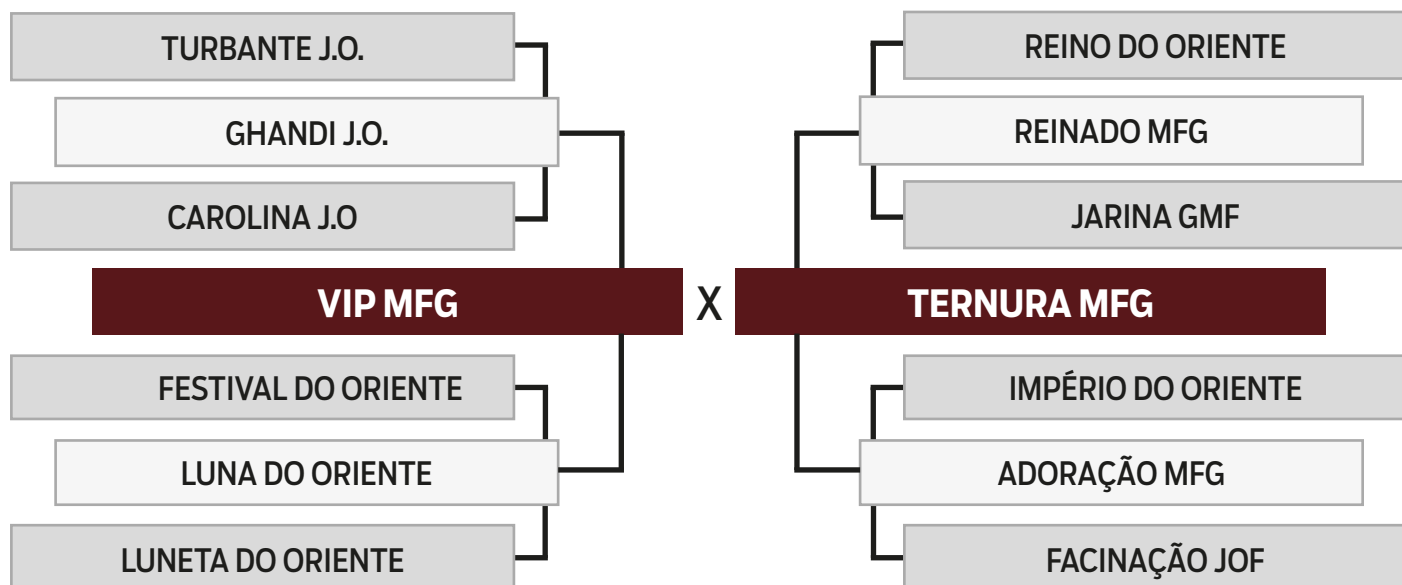 TURBANTE J.O.
GHANDI J.O.
CAROLINA J.O
VIP MFG
FESTIVAL DO ORIENTE
LUNA DO ORIENTE
LUNETA DO ORIENTE
X
REINO DO ORIENTE
REINADO MFG
JARINA GMF
TERNURA MFG
IMPÉRIO DO ORIENTE
ADORAÇÃO MFG
FACINAÇÃO JOF